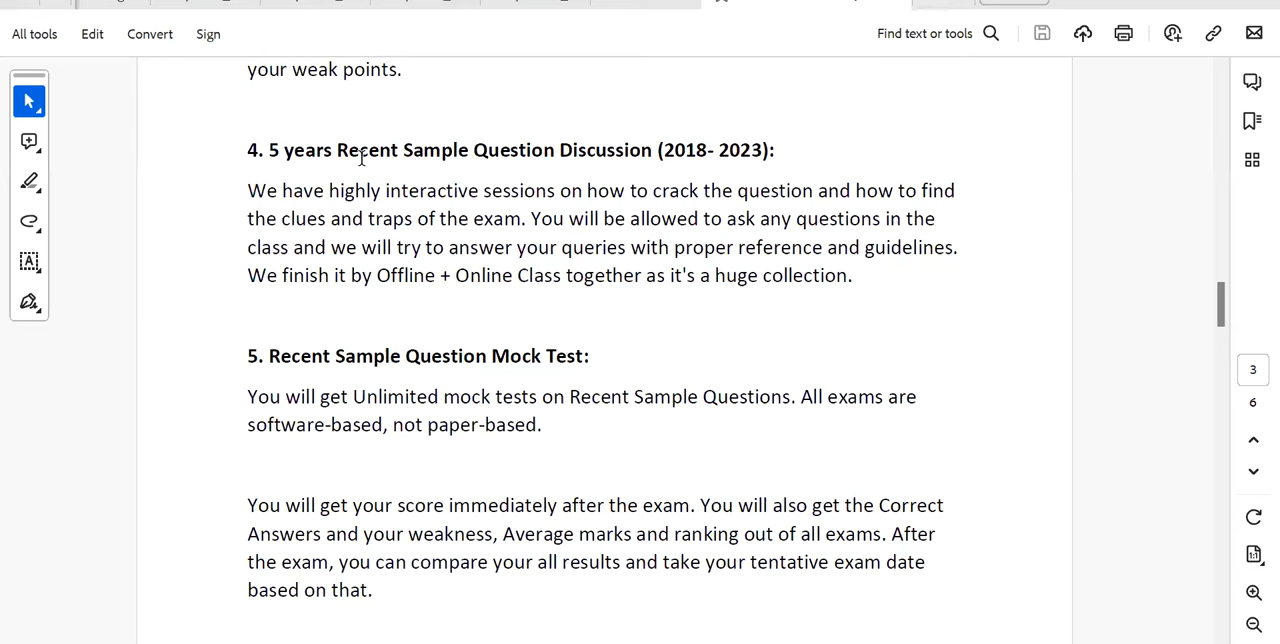 All tools Edit Convert Sign Find text or tools
your weak points.
4. 5 years Recent Sample Question Discussion (2018- 2023):
We have highly interactive sessions on how to crack the question and how to find
the clues and traps of the exam. You will be allowed to ask any questions in the
class and we will try to answer your queries with proper reference and guidelines.
We finish it by Offline + Online Class together as it's a huge collection.
5. Recent Sample Question Mock Test:
You will get Unlimited mock tests on Recent Sample Questions. All exams are
software-based, not paper-based.
You will get your score immediately after the exam. You will also get the Correct
Answers and your weakness, Average marks and ranking out of all exams. After
the exam, you can compare your all results and take your tentative exam date
based on that.
3
6